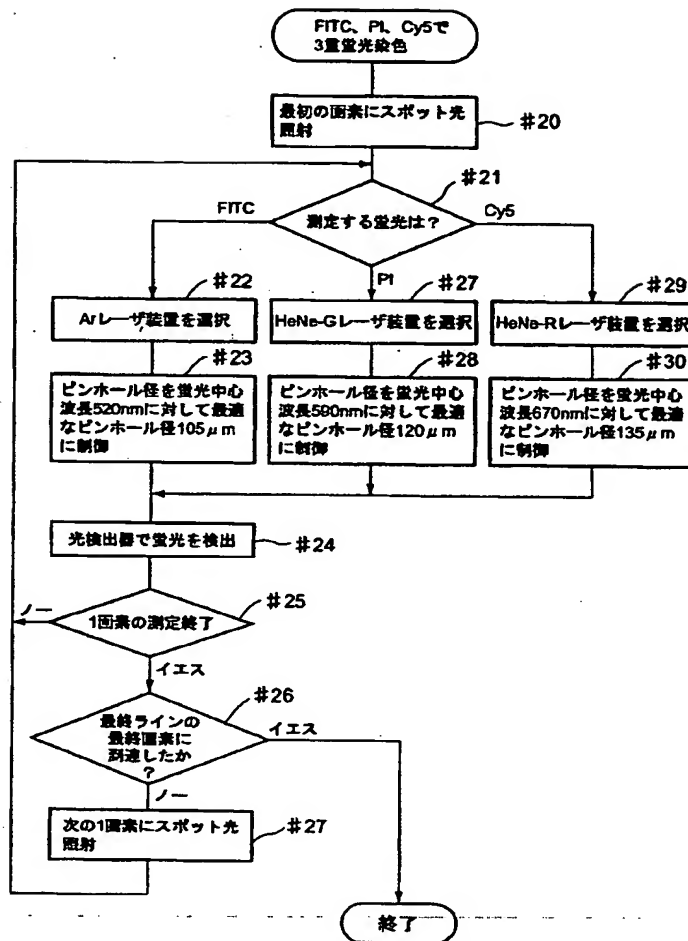 FITC、PI、Cy5で
3重蛍光染色
最初の画素にスポット光
照射
#20
#21
測定する蛍光は?
FITC
Cy5
PI
#22
Arレーザ装置を選択
#27
HeNe-Gレーザ装置を選択
#29
HeNe-Rレーザ装置を選択
#23
ピンホール径を蛍光中心
波長520nmに対して最適
なピンホール径105μm
に制御
#28
ピンホール径を蛍光中心
波長590nmに対して最適
なピンホール径120μm
に制御
#30
ピンホール径を蛍光中心
波長670nmに対して最適
なピンホール径135μm
に制御
光検出器で蛍光を検出
#24
#25
ノー
1画素の測定終了
イエス
#26
最終ラインの
最終画素に
到達したか
?
イエス
ノー
次の1画素にスポット光
照射
#27
終了